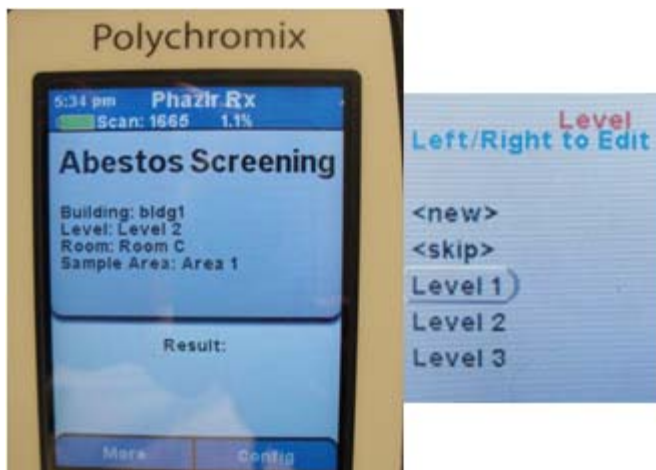 Polychromix
5:34 pm Phazir Rx
Scan: 1665 1.1%
Abestos Screening
Building: bldg1
Level: Level 2
Room: Room C
Sample Area: Area 1
Result:
More Config
Level
Left/Right to Edit
<new>
<skip>
Level 1
Level 2
Level 3